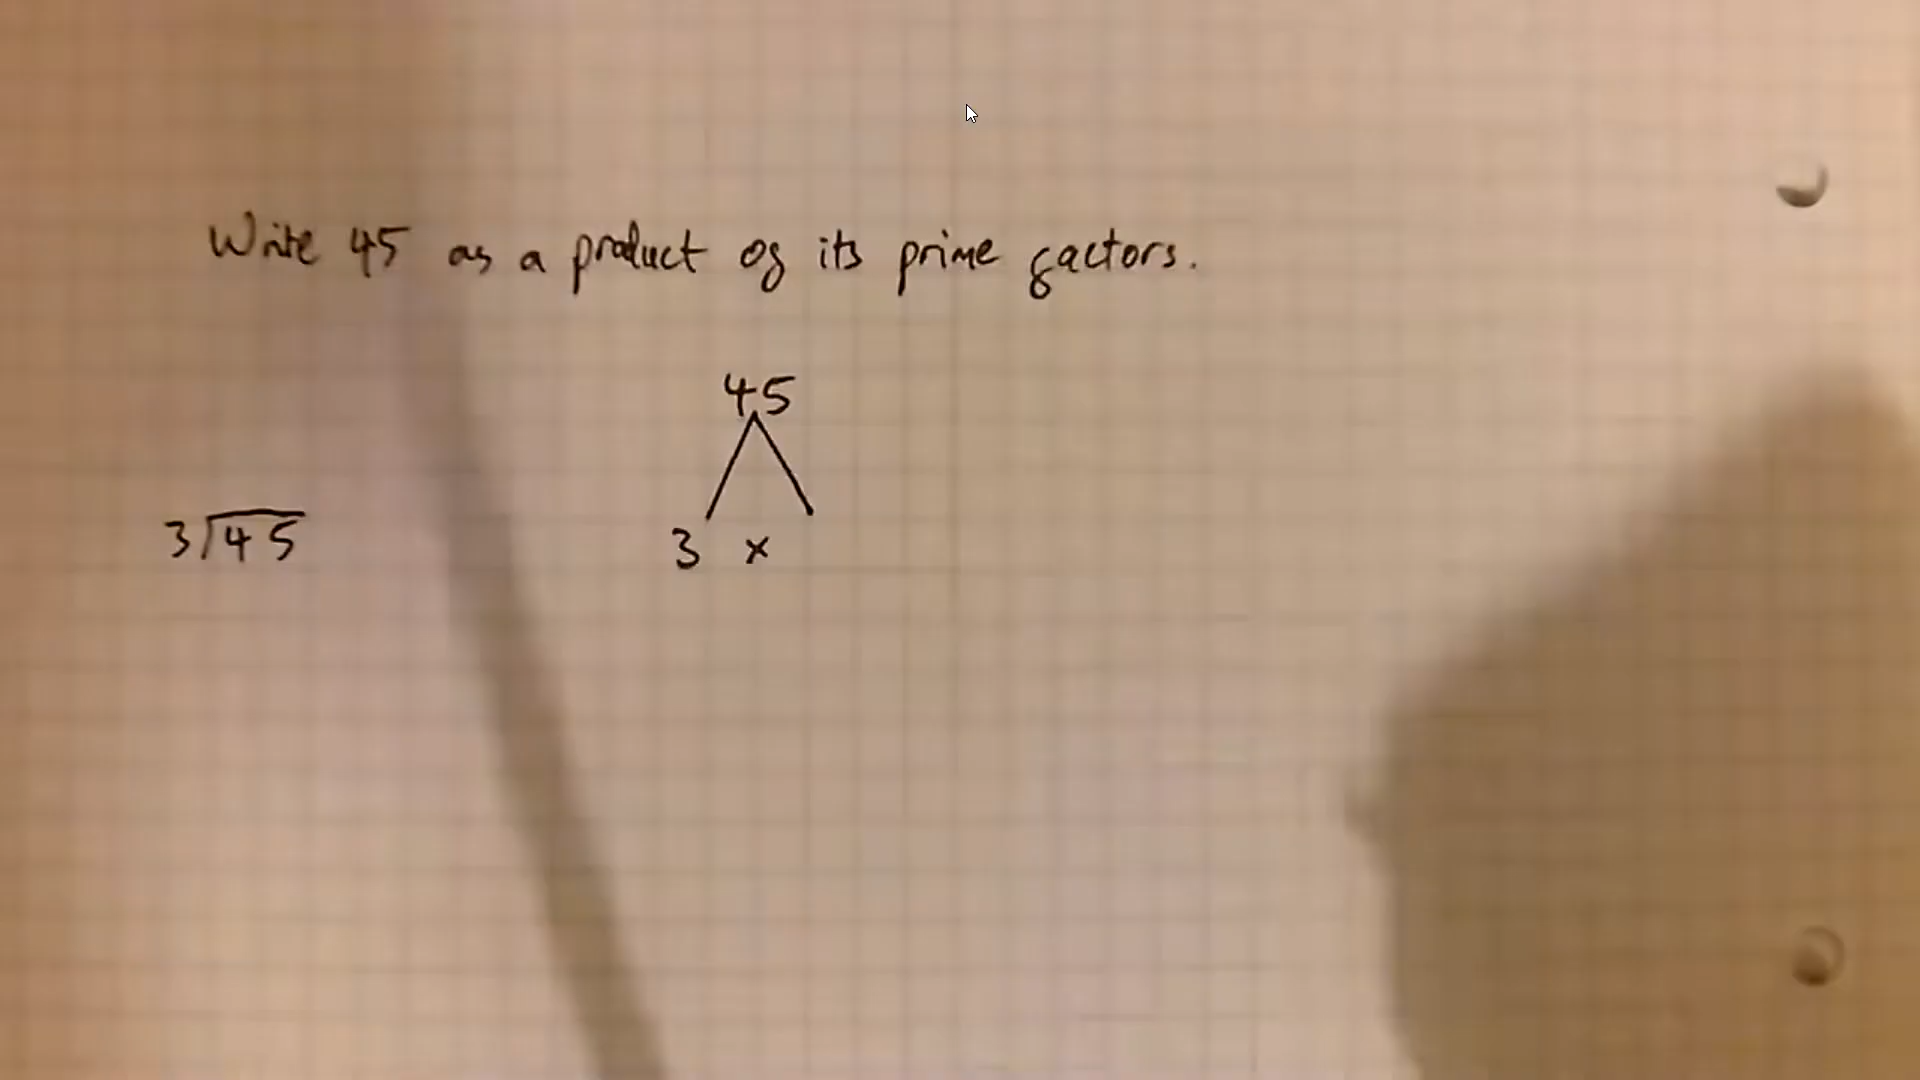 Write 45 as a product of its prime factors.
45
3 x
3 45